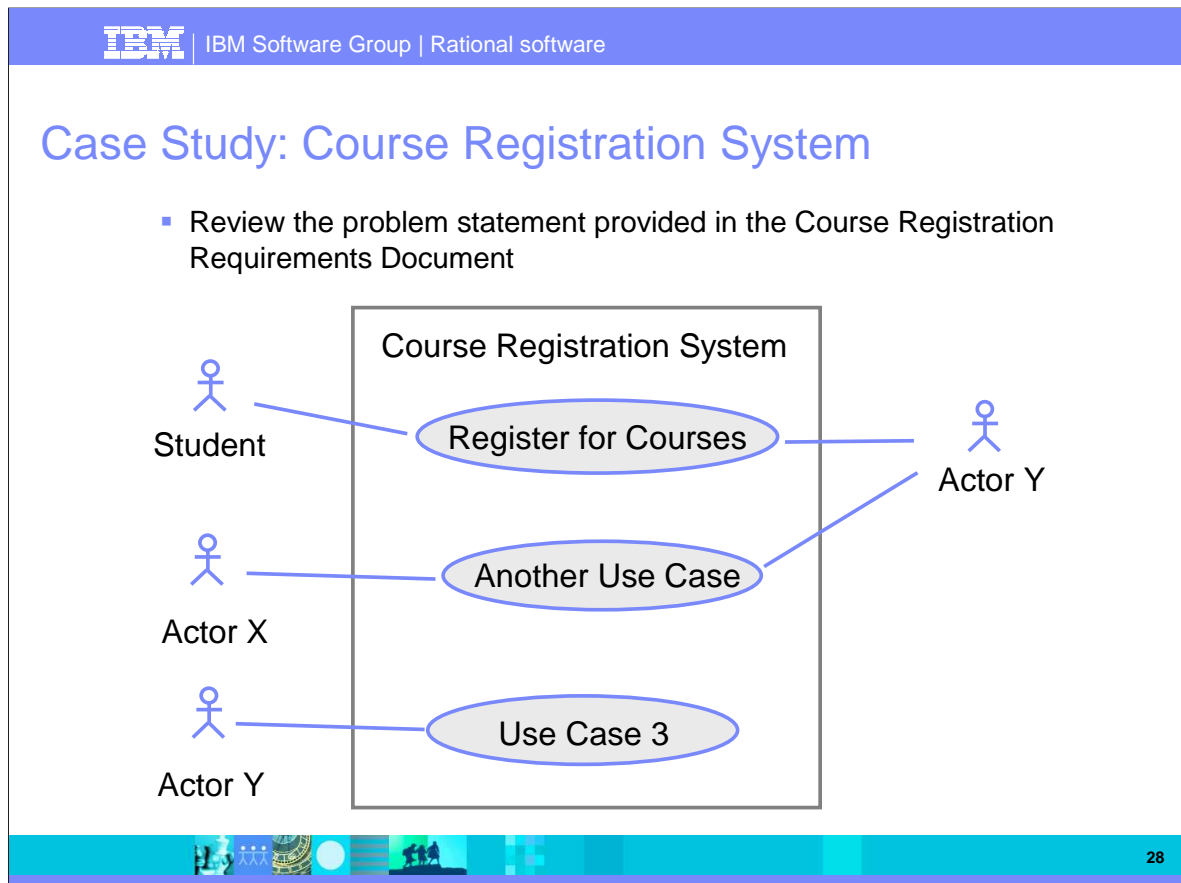 IBM IBM Software Group | Rational software
Case Study: Course Registration System
▪ Review the problem statement provided in the Course Registration
Requirements Document
Course Registration System
Student
Register for Courses
Actor Y
Another Use Case
Actor X
Use Case 3
Actor Y
28